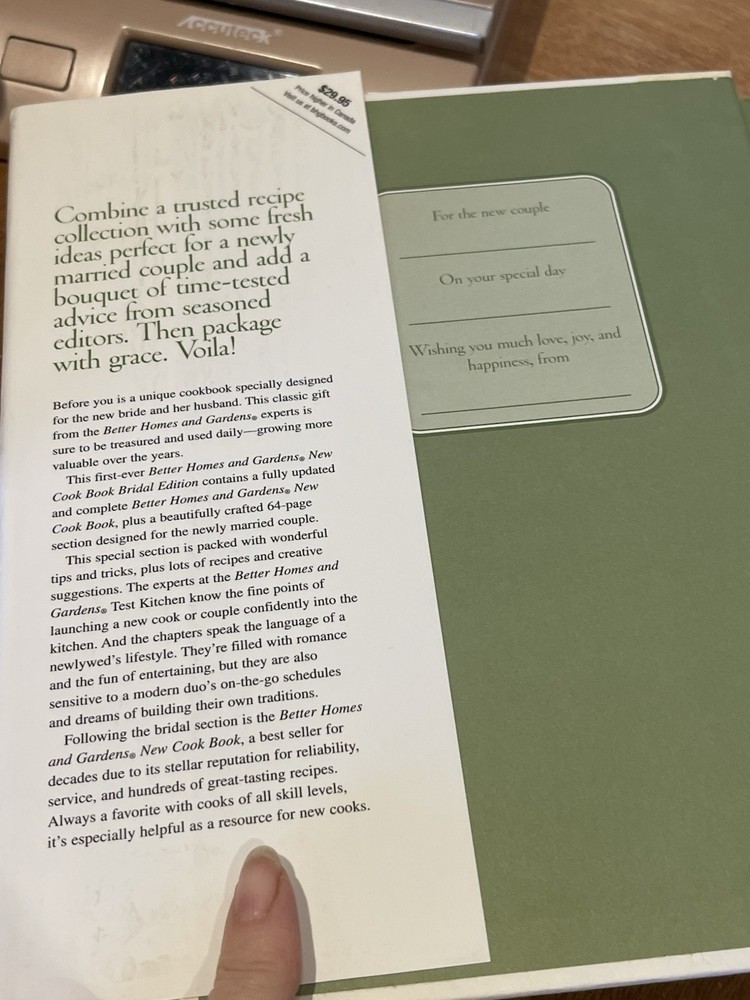 Accuteck®
$29.95
Price higher in Canada
Visit us at bhgbooks.com
Combine a trusted recipe
collection with some fresh
ideas perfect for a newly
married couple and add a
bouquet of time-tested
advice from seasoned
editors. Then package
with grace. Voila!
Before you is a unique cookbook specially designed
for the new bride and her husband. This classic gift
from the Better Homes and Gardens® experts is
sure to be treasured and used daily—growing more
valuable over the years.
This first-ever Better Homes and Gardens® New
Cook Book Bridal Edition contains a fully updated
and complete Better Homes and Gardens® New
Cook Book, plus a beautifully crafted 64-page
section designed for the newly married couple.
This special section is packed with wonderful
tips and tricks, plus lots of recipes and creative
suggestions. The experts at the Better Homes and
Gardens® Test Kitchen know the fine points of
launching a new cook or couple confidently into the
kitchen. And the chapters speak the language of a
newlywed's lifestyle. They're filled with romance
and the fun of entertaining, but they are also
sensitive to a modern duo's on-the-go schedules
and dreams of building their own traditions.
Following the bridal section is the Better Homes
and Gardens® New Cook Book, a best seller for
decades due to its stellar reputation for reliability,
service, and hundreds of great-tasting recipes.
Always a favorite with cooks of all skill levels,
it's especially helpful as a resource for new cooks.
For the new couple
On your special day
Wishing you much love, joy, and
happiness, from